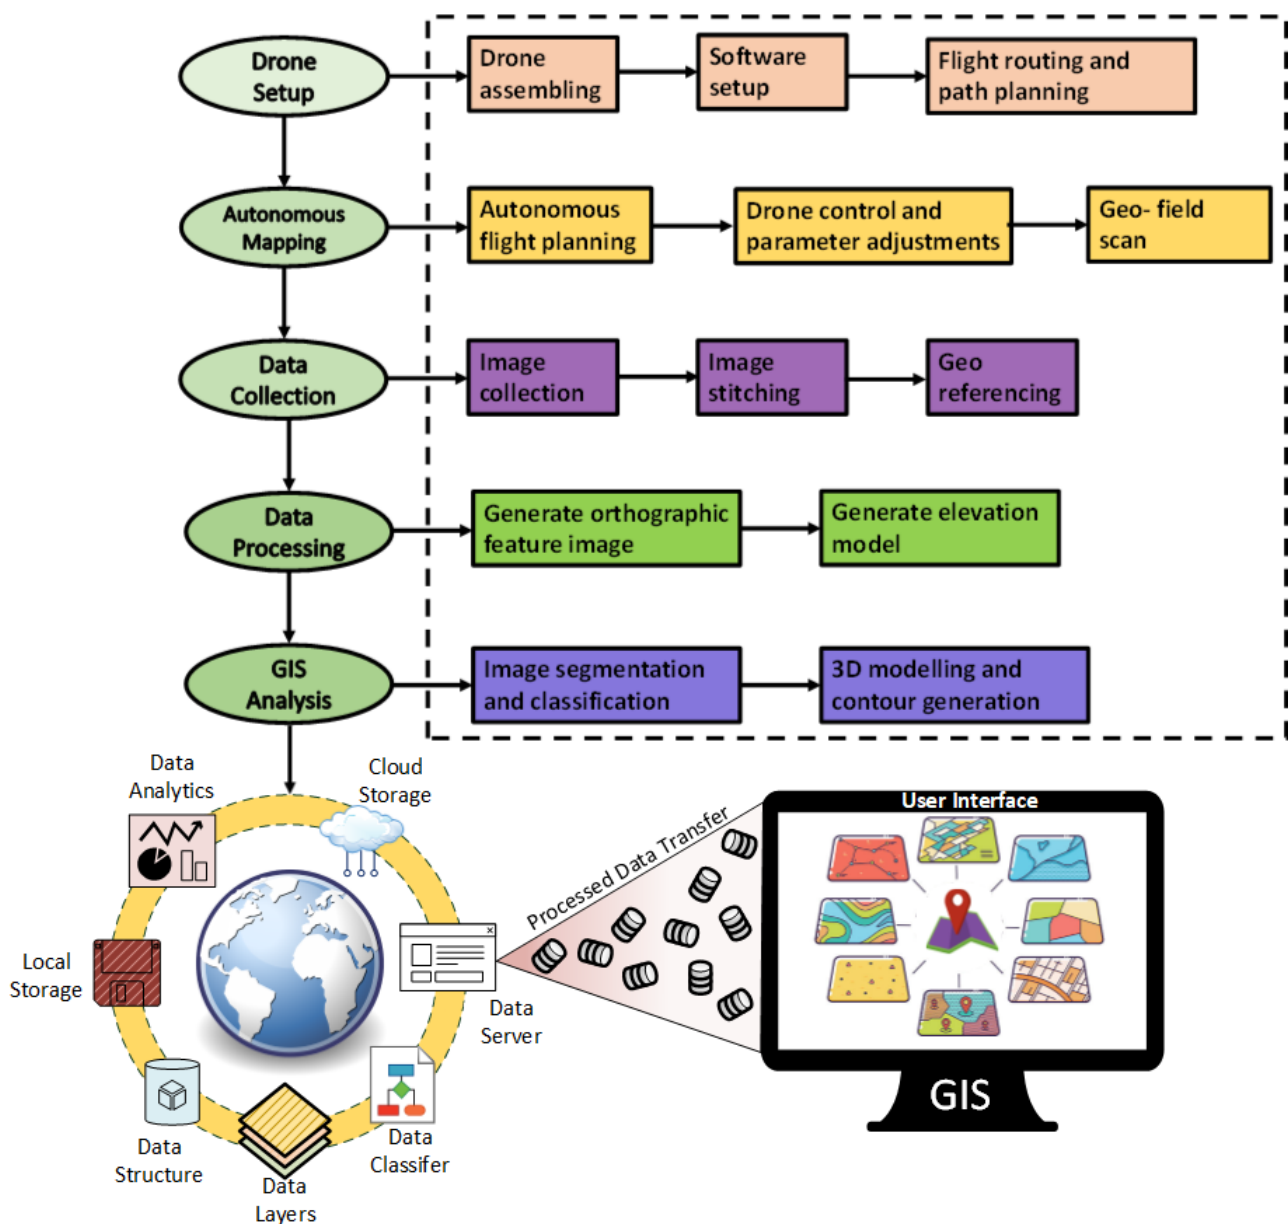 Drone
Setup
Drone
assembling
Software
setup
Flight routing and
path planning
Autonomous
Mapping
Autonomous
flight planning
Drone control and
parameter adjustments
Geo- field
scan
Data
Collection
Image
collection
Image
stitching
Geo
referencing
Data
Processing
Generate orthographic
feature image
Generate elevation
model
GIS
Analysis
Image segmentation
and classification
3D modelling and
contour generation
Data
Analytics
Cloud
Storage
Local
Storage
Data
Server
Data
Structure
Data
Layers
Data
Classifer
Processed Data Transfer
User Interface
GIS